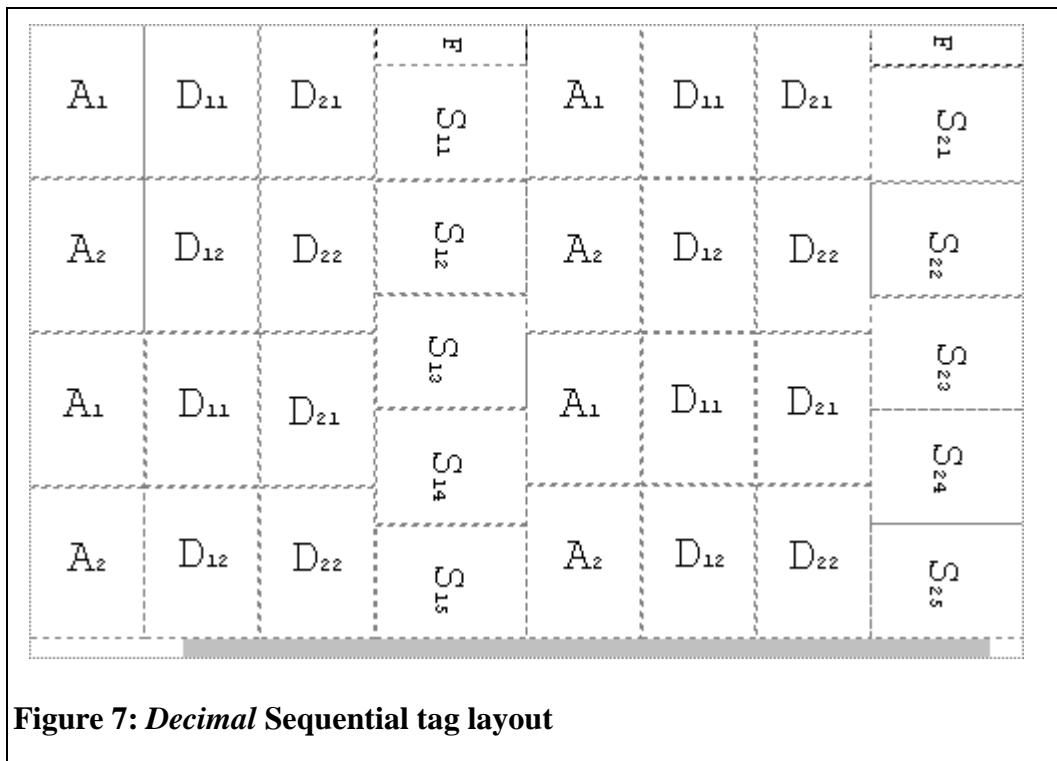 A₁ D₁₁ D₂₁ F A₁ D₁₁ D₂₁ F
S₁₁ S₂₁
A₂ D₁₂ D₂₂ S₁₂ A₂ D₁₂ D₂₂ S₂₂
S₁₃ S₂₃
A₁ D₁₁ D₂₁ A₁ D₁₁ D₂₁
S₁₄ S₂₄
A₂ D₁₂ D₂₂ S₁₅ A₂ D₁₂ D₂₂ S₂₅
Figure 7: Decimal Sequential tag layout